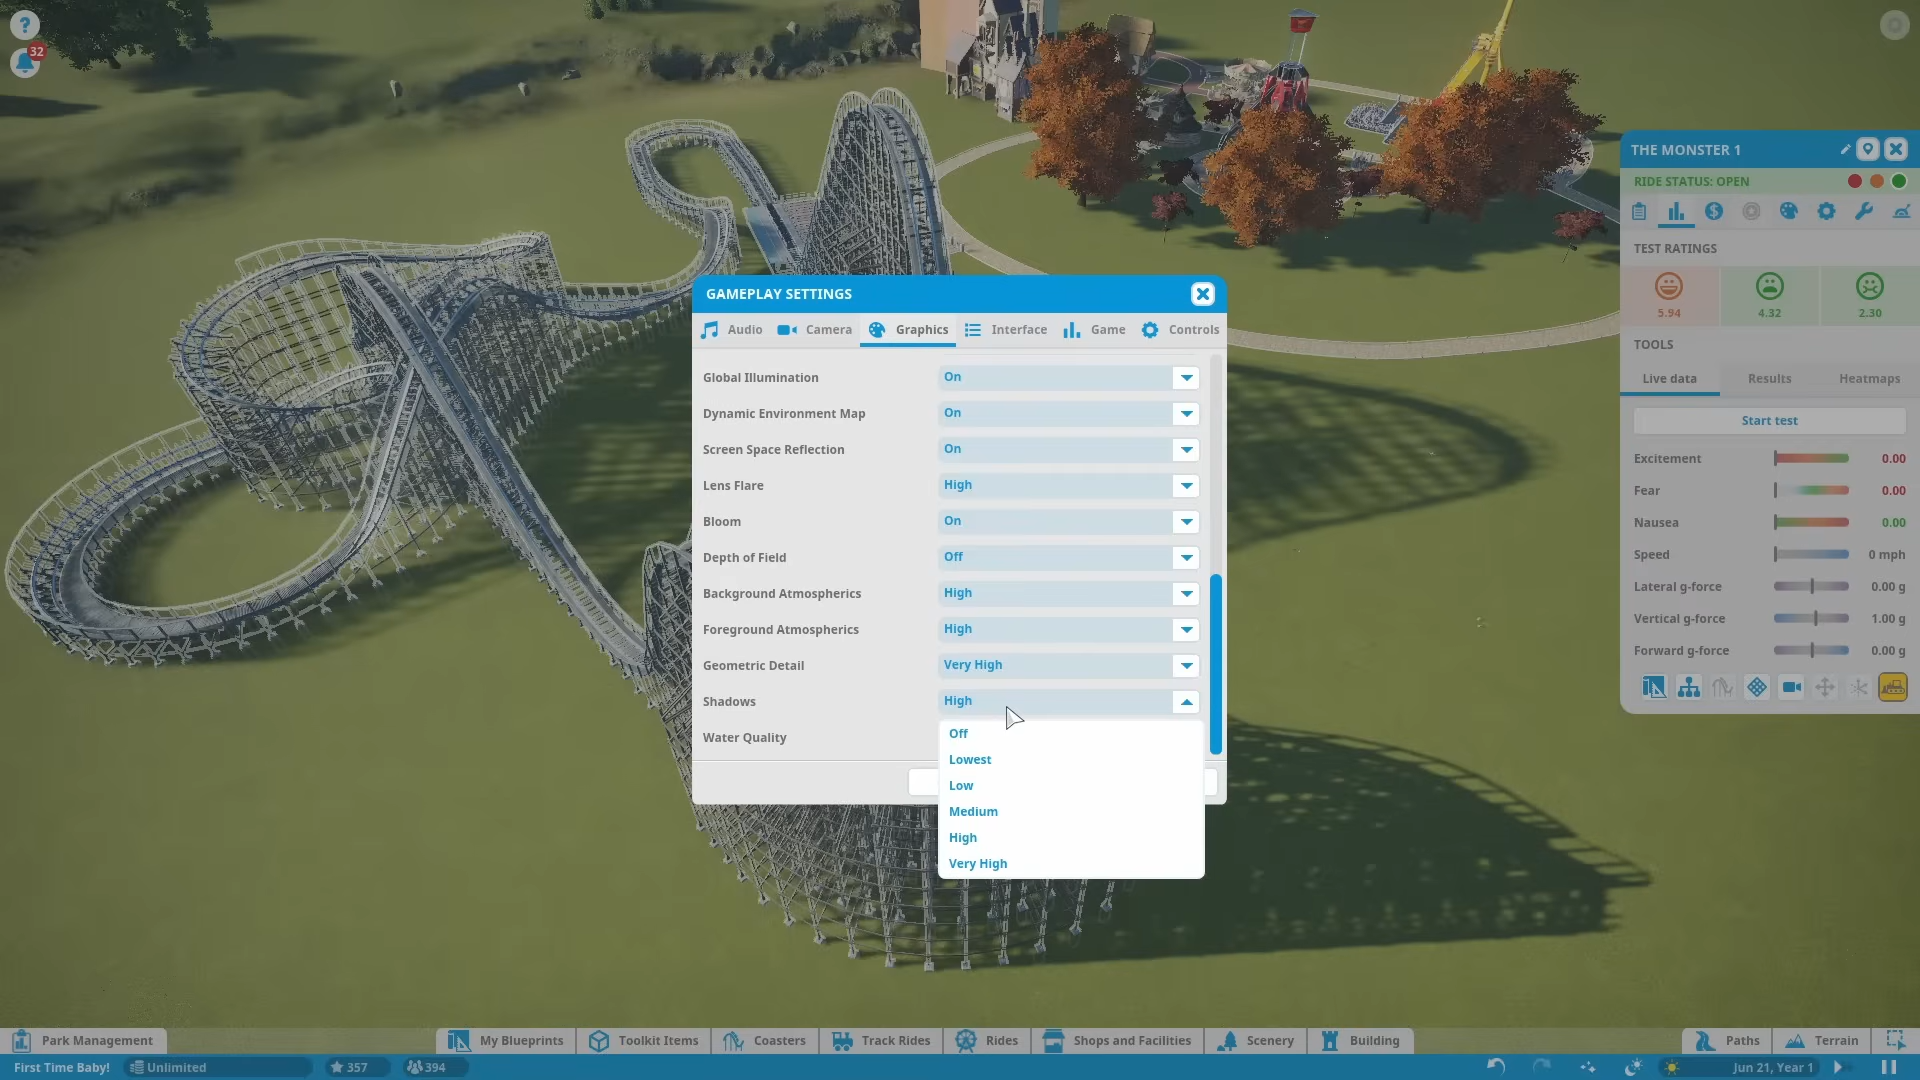 ?
32
THE MONSTER 1
RIDE STATUS: OPEN
TEST RATINGS
5.94
4.32
2.30
TOOLS
Live data
Results
Heatmaps
Start test
Excitement 0.00
Fear 0.00
Nausea 0.00
Speed 0 mph
Lateral g-force 0.00 g
Vertical g-force 1.00 g
Forward g-force 0.00 g
GAMEPLAY SETTINGS
Audio
Camera
Graphics
Interface
Game
Controls
Global Illumination On
Dynamic Environment Map On
Screen Space Reflection On
Lens Flare High
Bloom On
Depth of Field Off
Background Atmospherics High
Foreground Atmospherics High
Geometric Detail Very High
Shadows High
Water Quality
Off
Lowest
Low
Medium
High
Very High
Park Management
My Blueprints
Toolkit Items
Coasters
Track Rides
Rides
Shops and Facilities
Scenery
Building
Paths
Terrain
First Time Baby!
Unlimited
357
394
Jun 21, Year 1